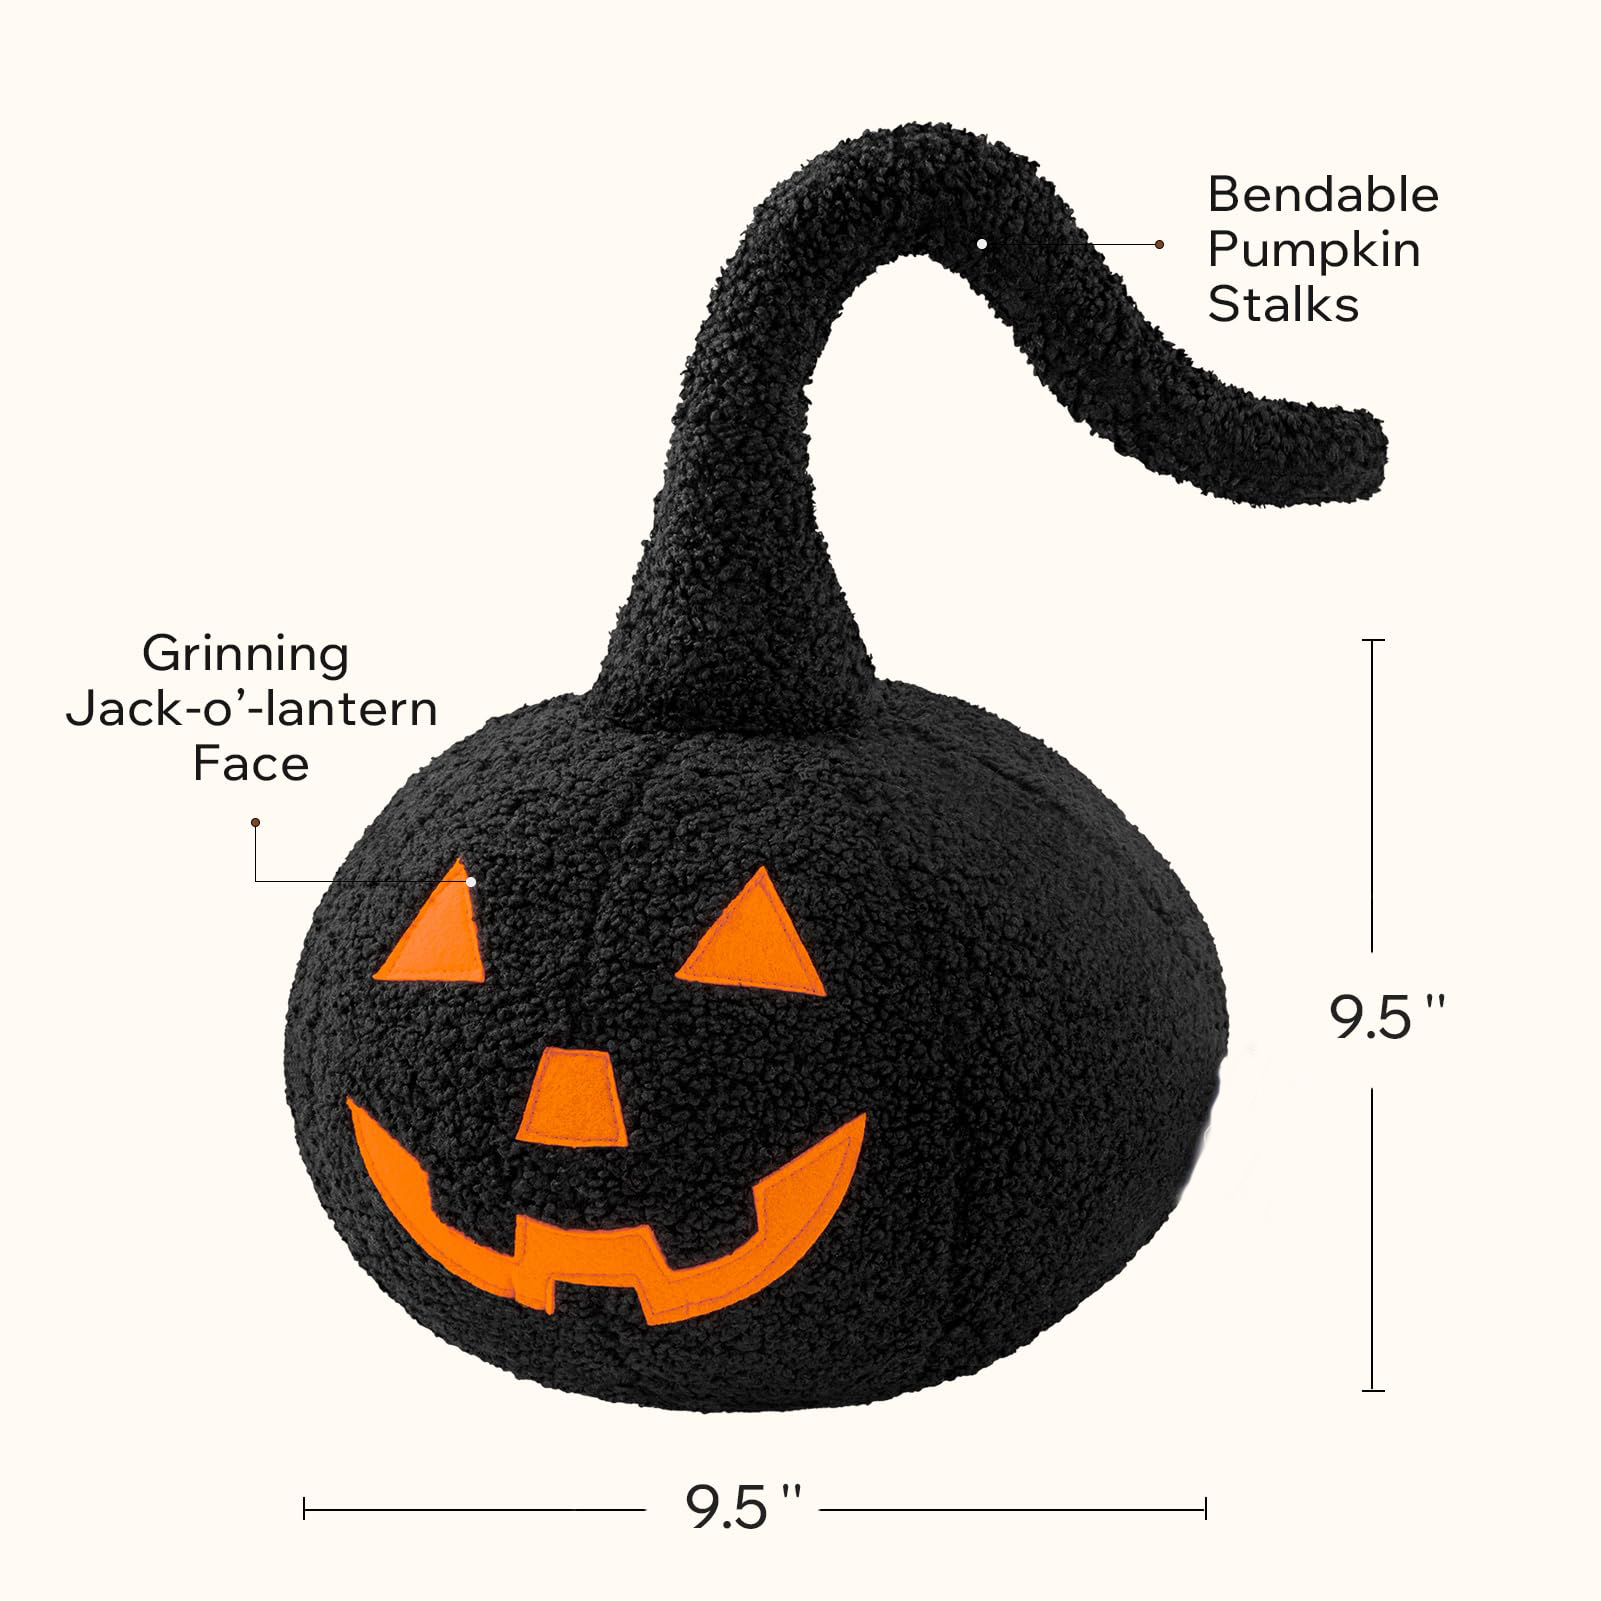 Bendable
Pumpkin
Stalks
Grinning
Jack-o’-lantern
Face
9.5"
9.5"